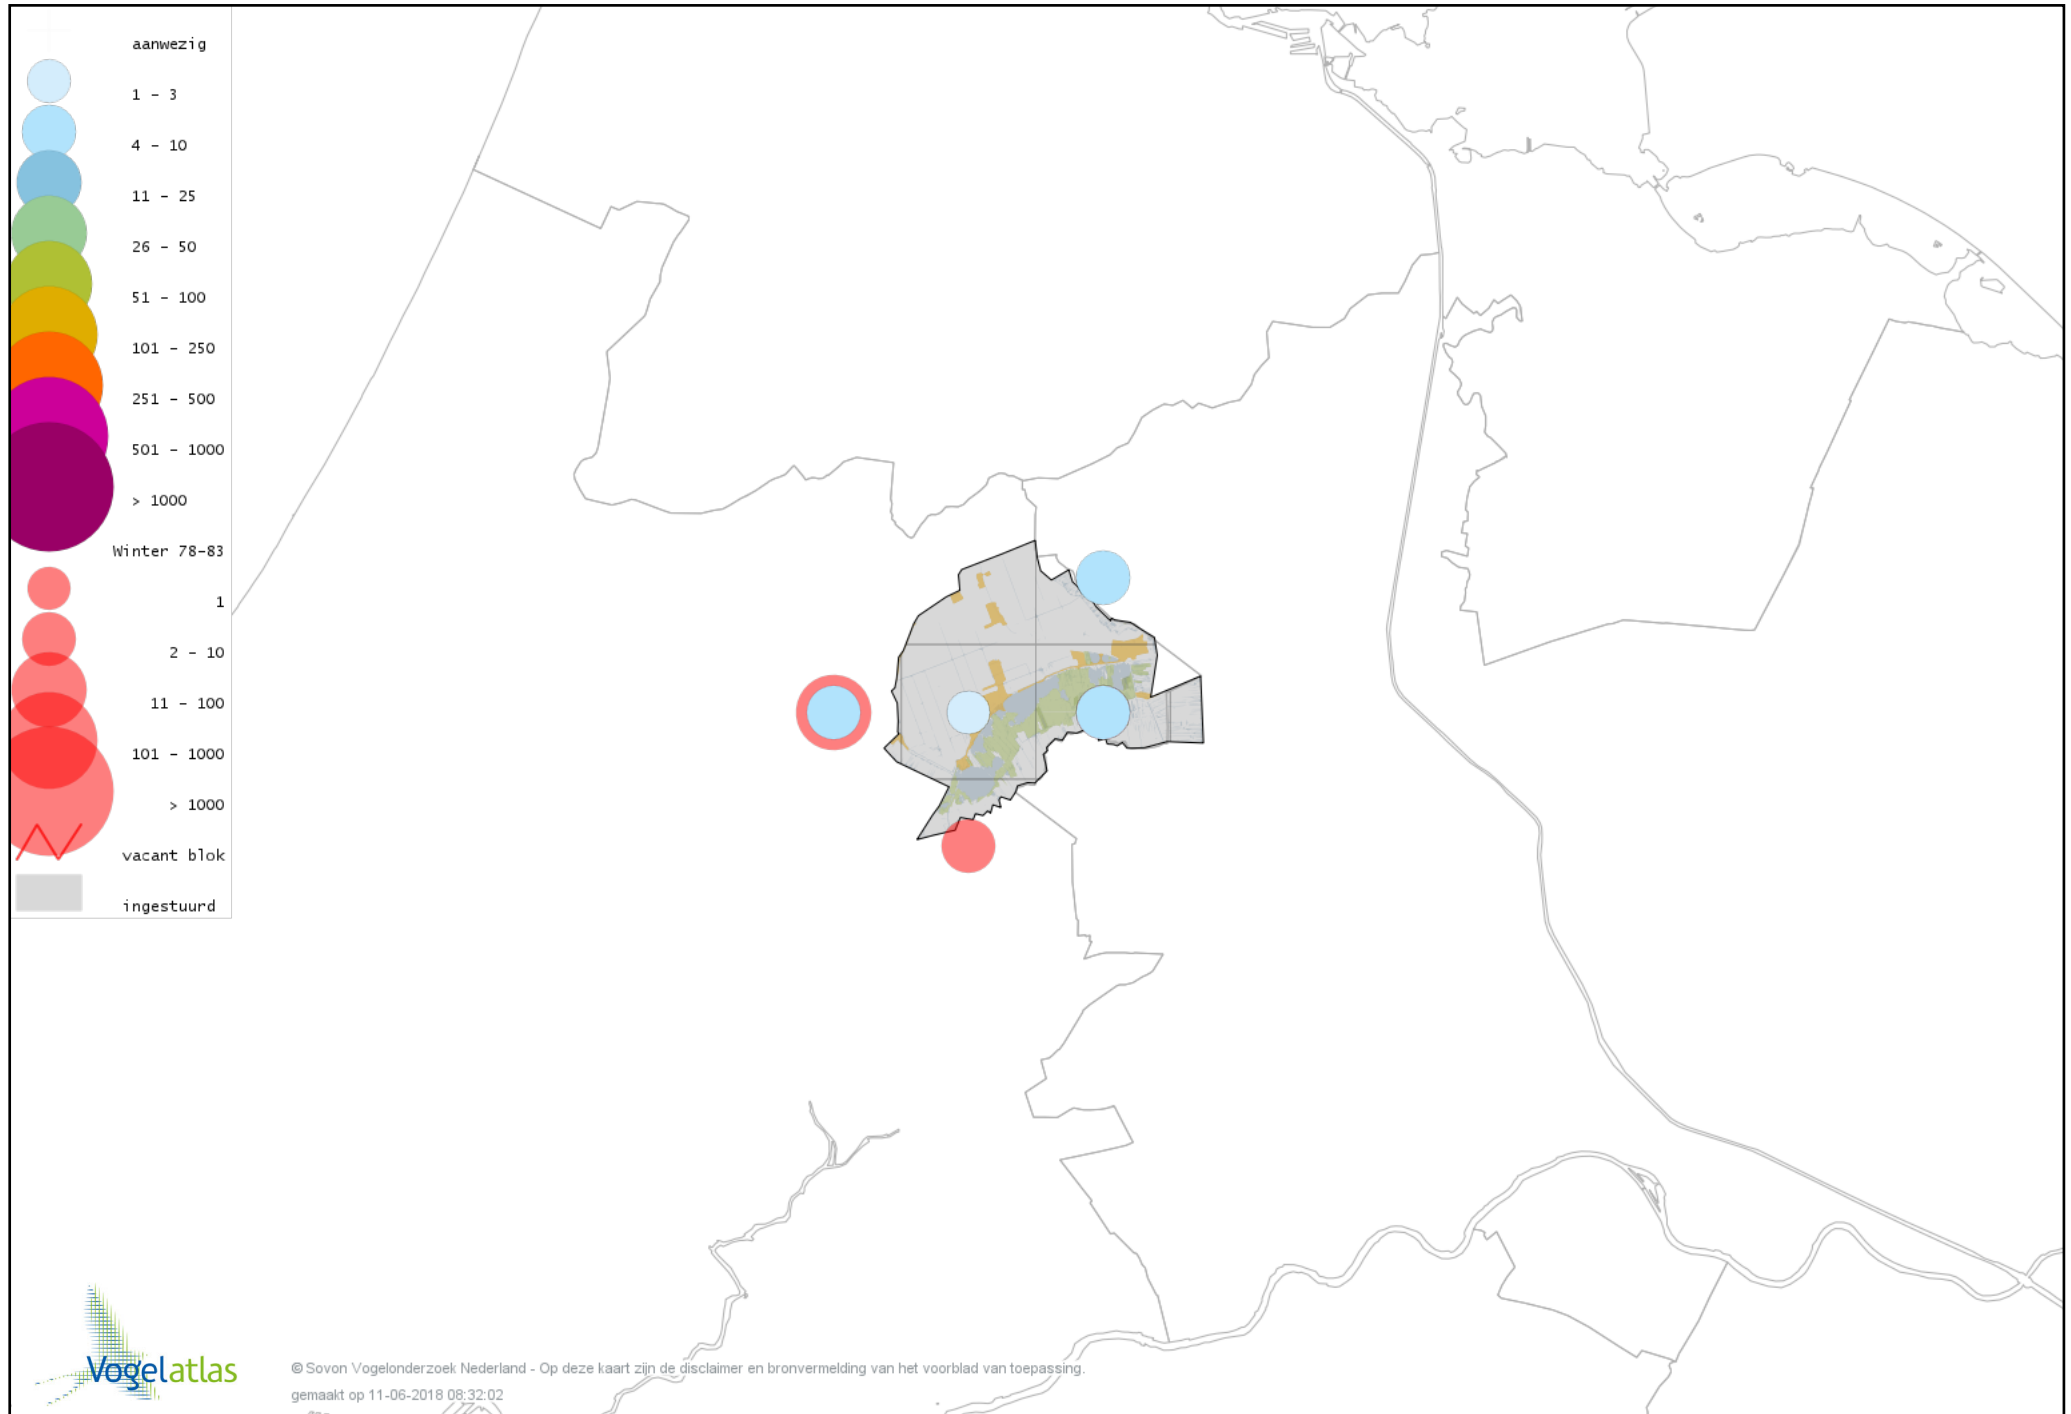 aanwezig
1 - 3
4 - 10
11 - 25
26 - 50
51 - 100
101 - 250
251 - 500
501 - 1000
> 1000
Winter 78-83
1
2 - 10
11 - 100
101 - 1000
> 1000
vacant blok
ingestuurd
Vogelatlas
© Sovon Vogelonderzoek Nederland - Op deze kaart zijn de disclaimer en bronvermelding van het voorblad van toepassing.
gemaakt op 11-06-2018 08:32:02